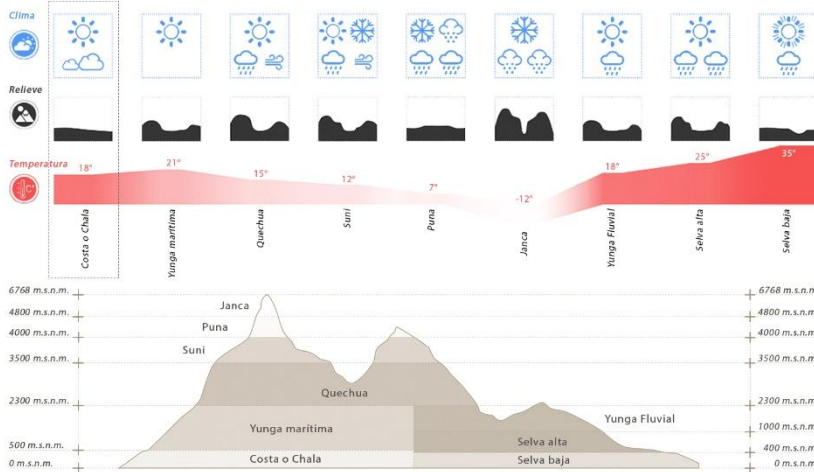 Clima
Relieve
Temperatura
C°
18°
21°
15°
12°
7°
-12°
18°
25°
35°
Costa o Chala
Yunga marítima
Quechua
Suni
Puna
Janca
Yunga Fluvial
Selva alta
Selva baja
6768 m.s.n.m.
4800 m.s.n.m.
4000 m.s.n.m.
3500 m.s.n.m.
2300 m.s.n.m.
500 m.s.n.m.
0 m.s.n.m.
Janca
Puna
Suni
Quechua
Yunga marítima
Costa o Chala
Yunga Fluvial
Selva alta
Selva baja
6768 m.s.n.m.
4800 m.s.n.m.
4000 m.s.n.m.
3500 m.s.n.m.
2300 m.s.n.m.
1000 m.s.n.m.
400 m.s.n.m.
0 m.s.n.m.